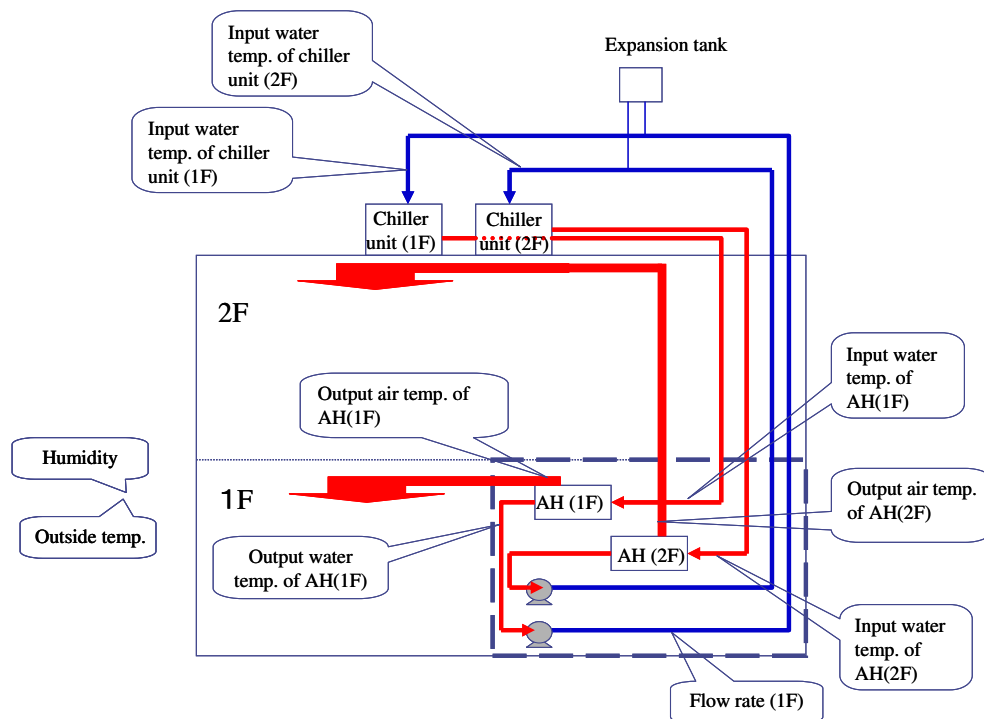 Input water
temp. of chiller
unit (2F)
Expansion tank
Input water
temp. of chiller
unit (1F)
Chiller
unit (1F)
Chiller
unit (2F)
2F
Input water
temp. of
AH(1F)
Output air temp. of
AH(1F)
Humidity
1F
AH (1F)
Output air temp.
of AH(2F)
Outside temp.
Output water
temp. of AH(1F)
AH (2F)
Input water
temp. of
AH(2F)
Flow rate (1F)